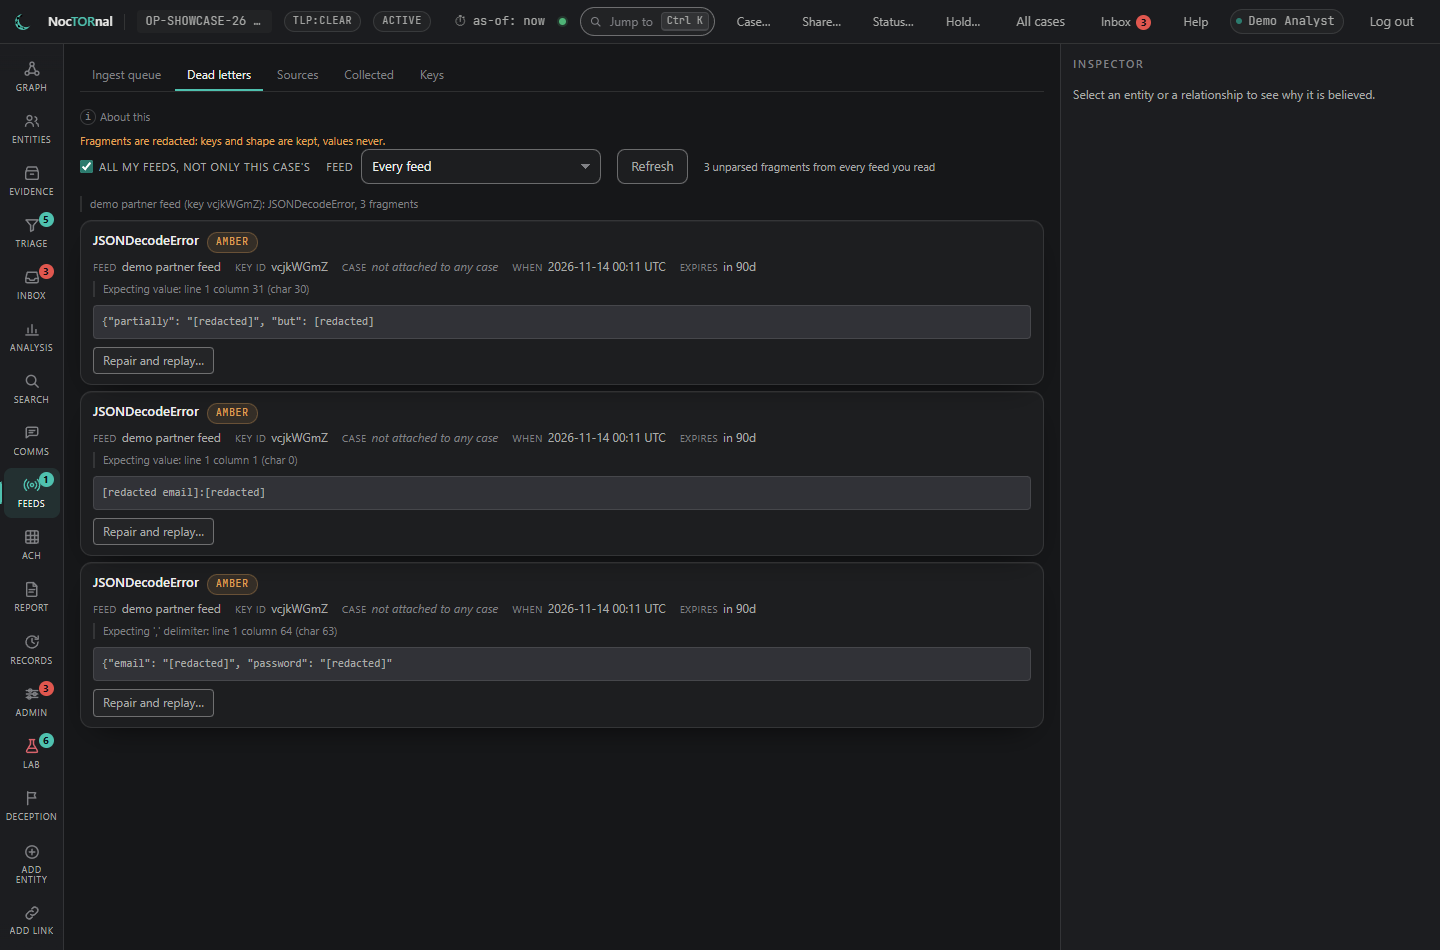 NocTORnal OP-SHOWCASE-26 … TLP:CLEAR ACTIVE as-of: now Jump to Ctrl K Case... Share... Status... Hold... All cases Inbox 3 Help Demo Analyst Log out
GRAPH
ENTITIES
EVIDENCE
5
TRIAGE
3
INBOX
ANALYSIS
SEARCH
COMMS
1
FEEDS
ACH
REPORT
RECORDS
3
ADMIN
6
LAB
DECEPTION
ADD
ENTITY
ADD LINK
Ingest queue Dead letters Sources Collected Keys
i About this
Fragments are redacted: keys and shape are kept, values never.
ALL MY FEEDS, NOT ONLY THIS CASE'S FEED Every feed Refresh 3 unparsed fragments from every feed you read
demo partner feed (key vcjkWGmZ): JSONDecodeError, 3 fragments
JSONDecodeError AMBER
FEED demo partner feed KEY ID vcjkWGmZ CASE not attached to any case WHEN 2026-11-14 00:11 UTC EXPIRES in 90d
Expecting value: line 1 column 31 (char 30)
{"partially": "[redacted]", "but": [redacted]
Repair and replay...
JSONDecodeError AMBER
FEED demo partner feed KEY ID vcjkWGmZ CASE not attached to any case WHEN 2026-11-14 00:11 UTC EXPIRES in 90d
Expecting value: line 1 column 1 (char 0)
[redacted email]:[redacted]
Repair and replay...
JSONDecodeError AMBER
FEED demo partner feed KEY ID vcjkWGmZ CASE not attached to any case WHEN 2026-11-14 00:11 UTC EXPIRES in 90d
Expecting ',' delimiter: line 1 column 64 (char 63)
{"email": "[redacted]", "password": "[redacted]"
Repair and replay...
INSPECTOR
Select an entity or a relationship to see why it is believed.